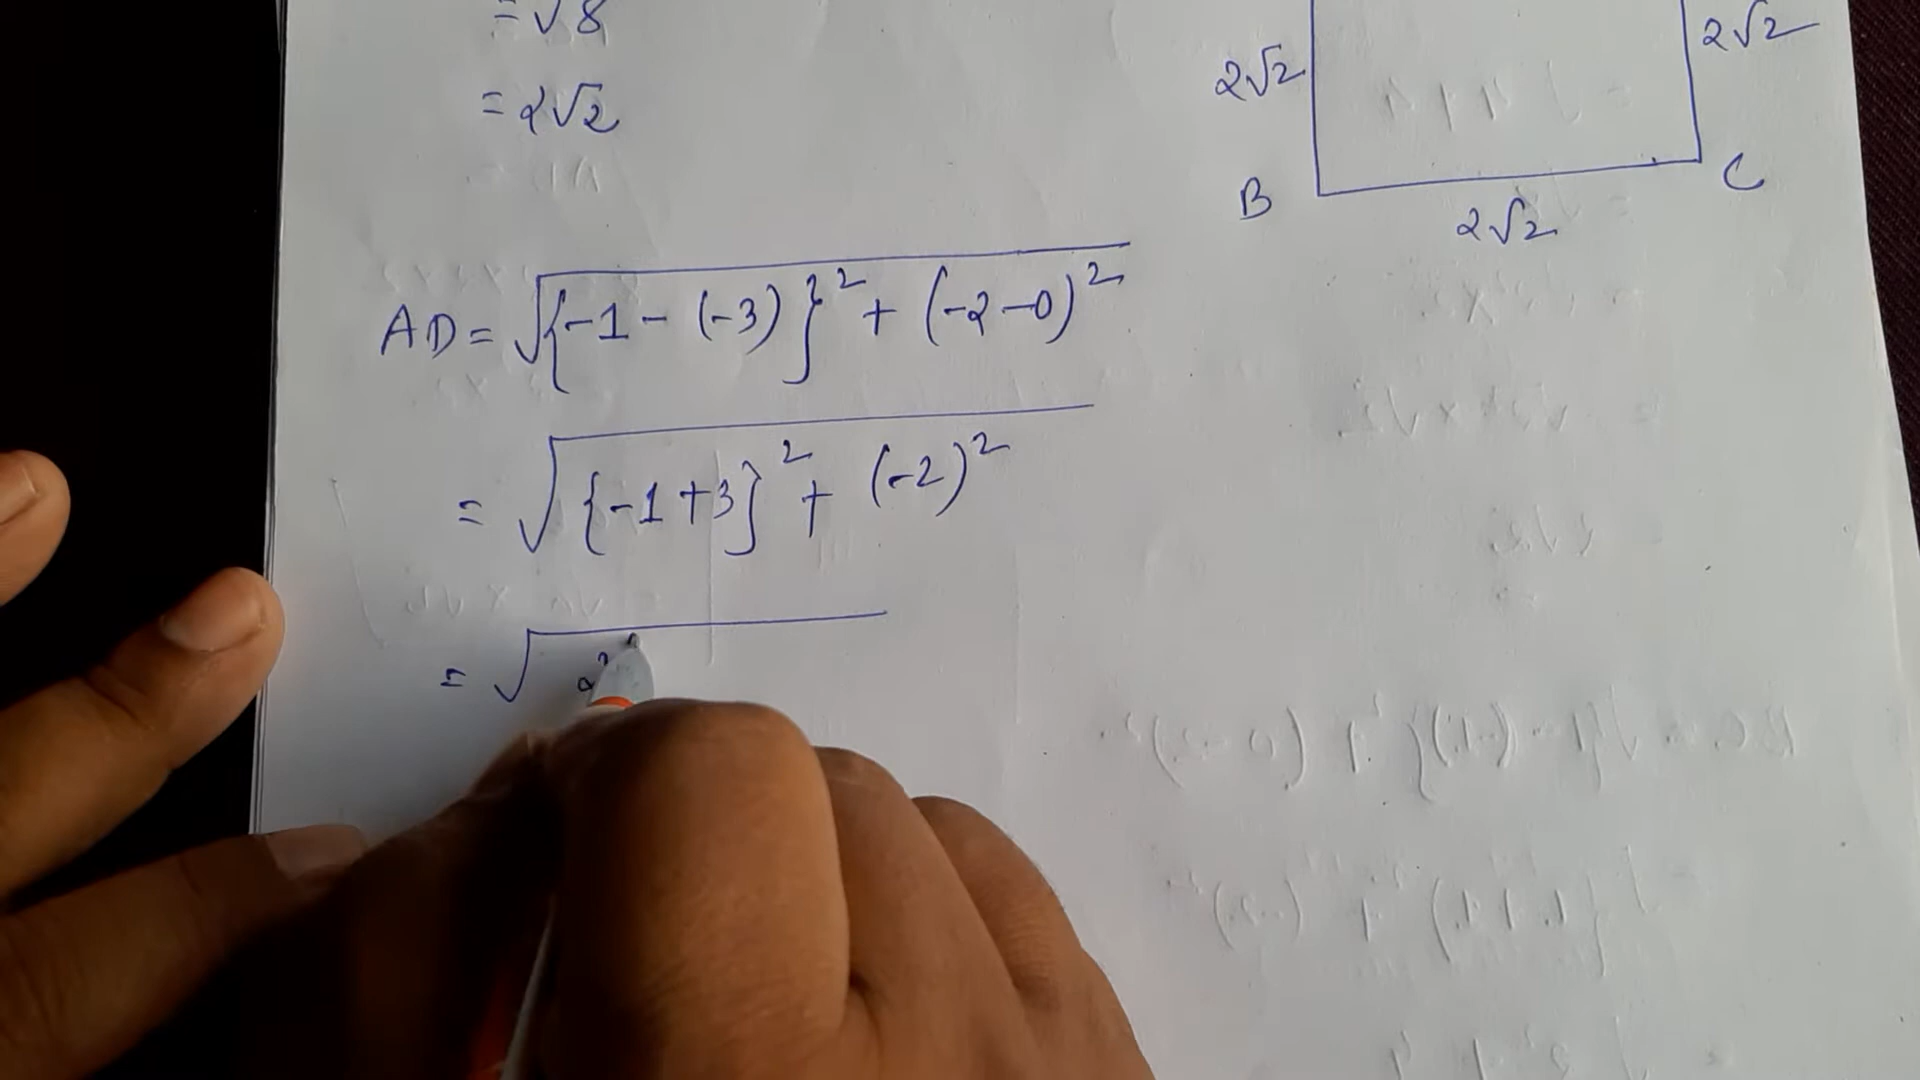 = √8
= 2√2
2√2
2√2
B
C
2√2
AD = √{-1 - (-3)}² + (-2-0)²
= √{-1+3}² + (-2)²
= √2²